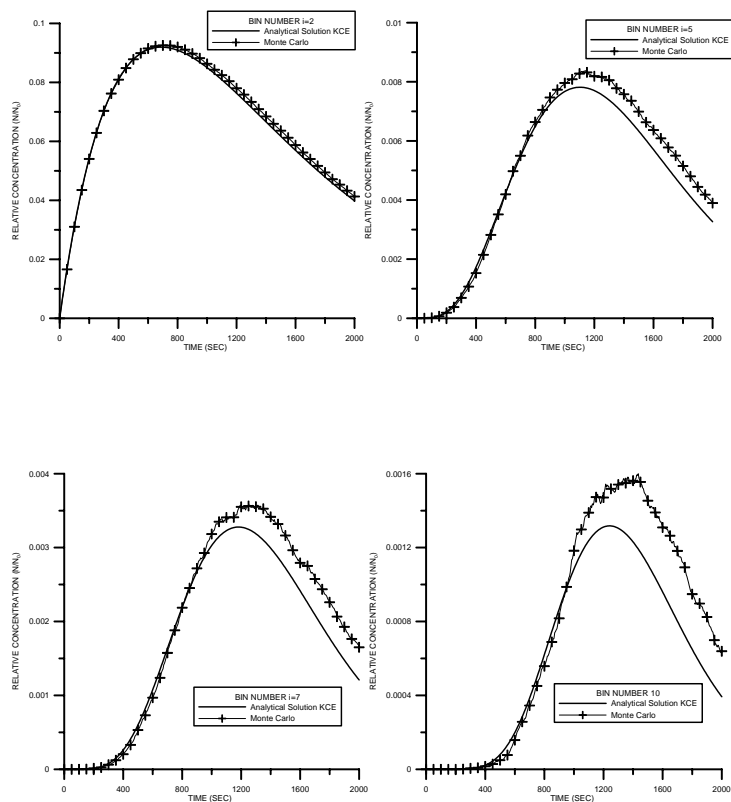 BIN NUMBER i=2
Analytical Solution KCE
Monte Carlo
RELATIVE CONCENTRATION (N/N₀)
0.1
0.08
0.06
0.04
0.02
0
0 400 800 1200 1600 2000
TIME (SEC)
BIN NUMBER i=5
Analytical Solution KCE
Monte Carlo
RELATIVE CONCENTRATION (N/N₀)
0.01
0.008
0.006
0.004
0.002
0
0 400 800 1200 1600 2000
TIME (SEC)
RELATIVE CONCENTRATION (N/N₀)
0.004
0.003
0.002
0.001
0
BIN NUMBER i=7
Analytical Solution KCE
Monte Carlo
0 400 800 1200 1600 2000
TIME (SEC)
RELATIVE CONCENTRATION (N/N₀)
0.0016
0.0012
0.0008
0.0004
0
BIN NUMBER 10
Analytical Solution KCE
Monte Carlo
0 400 800 1200 1600 2000
TIME (SEC)